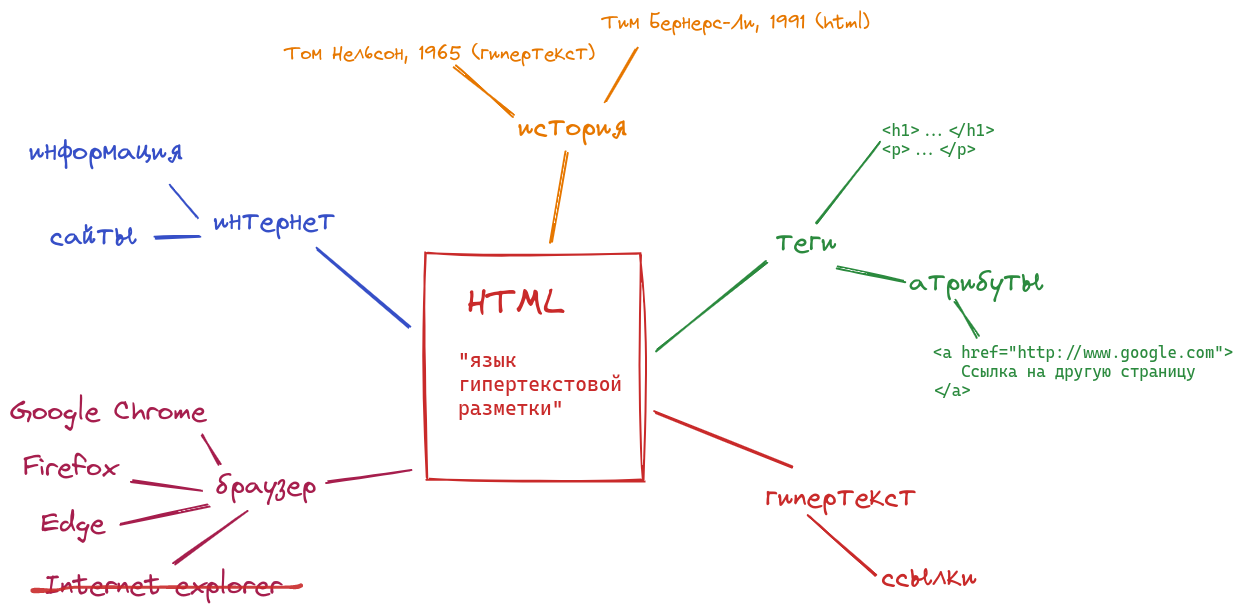 Тим Бернерс-Ли, 1991 (html)
Том Нельсон, 1965 (гипертекст)
история
информация
сайты
интернет
<h1>...</h1>
<p>...</p>
теги
атрибуты
<a href="http://www.google.com">
Ссылка на другую страницу
</a>
HTML
"язык
гипертекстовой
разметки"
Google Chrome
Firefox
Edge
Internet explorer
браузер
гипертекст
ссылки